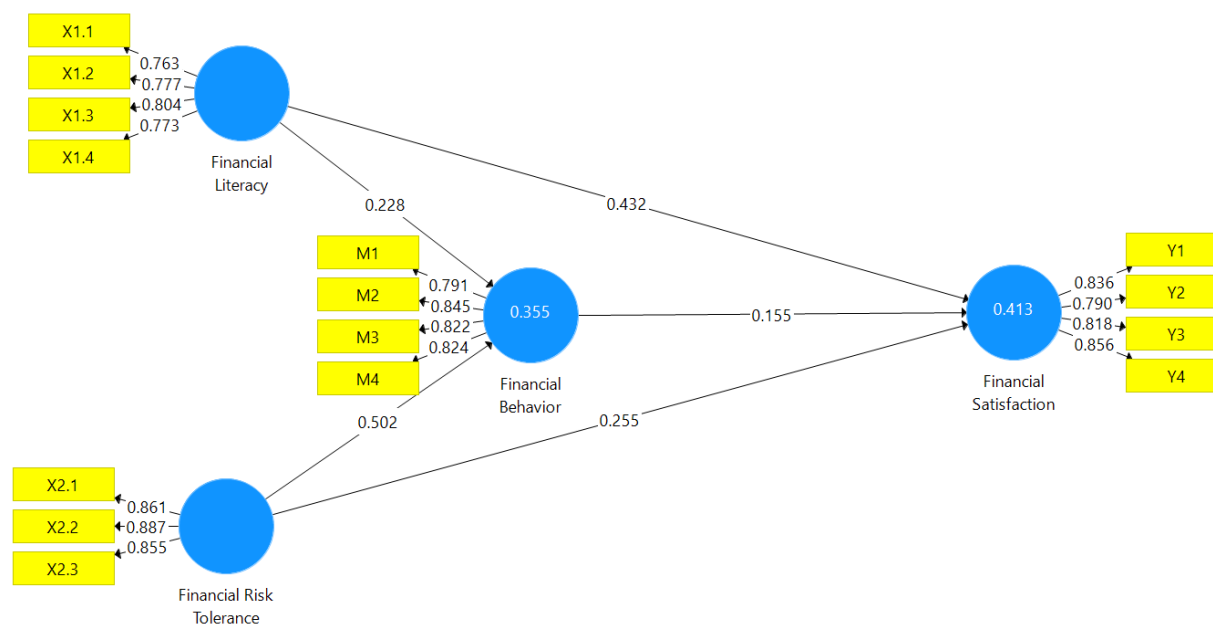 X1.1
X1.2
X1.3
X1.4
0.763
0.777
0.804
0.773
Financial
Literacy
0.228
0.432
M1
M2
M3
M4
0.791
0.845
0.822
0.824
0.355
Financial
Behavior
0.155
0.413
Financial
Satisfaction
0.836
0.790
0.818
0.856
Y1
Y2
Y3
Y4
0.502
0.255
X2.1
X2.2
X2.3
0.861
0.887
0.855
Financial Risk
Tolerance